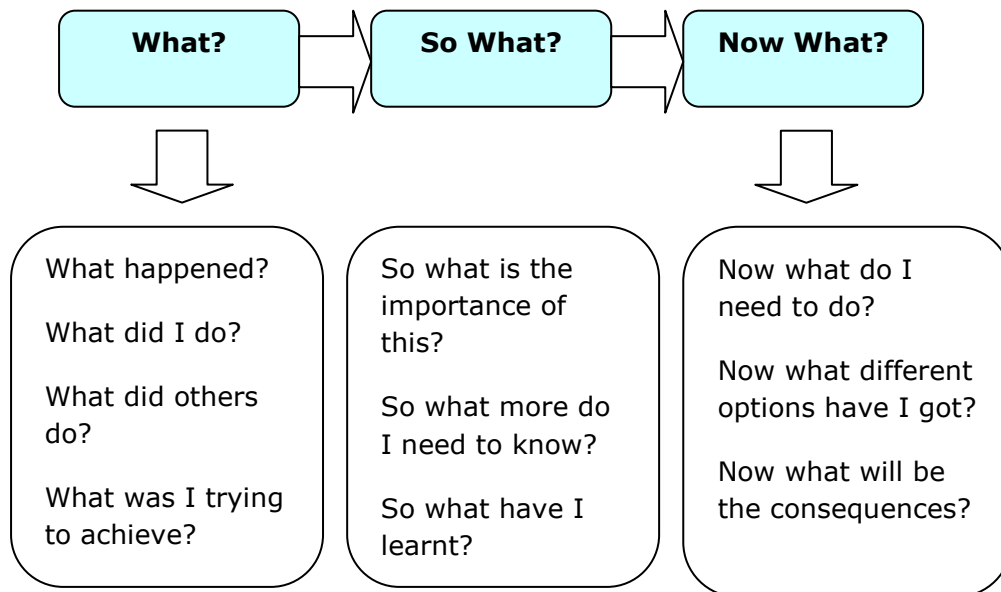 What?
So What?
Now What?
What happened?
What did I do?
What did others
do?
What was I trying
to achieve?
So what is the
importance of
this?
So what more do
I need to know?
So what have I
learnt?
Now what do I
need to do?
Now what different
options have I got?
Now what will be
the consequences?